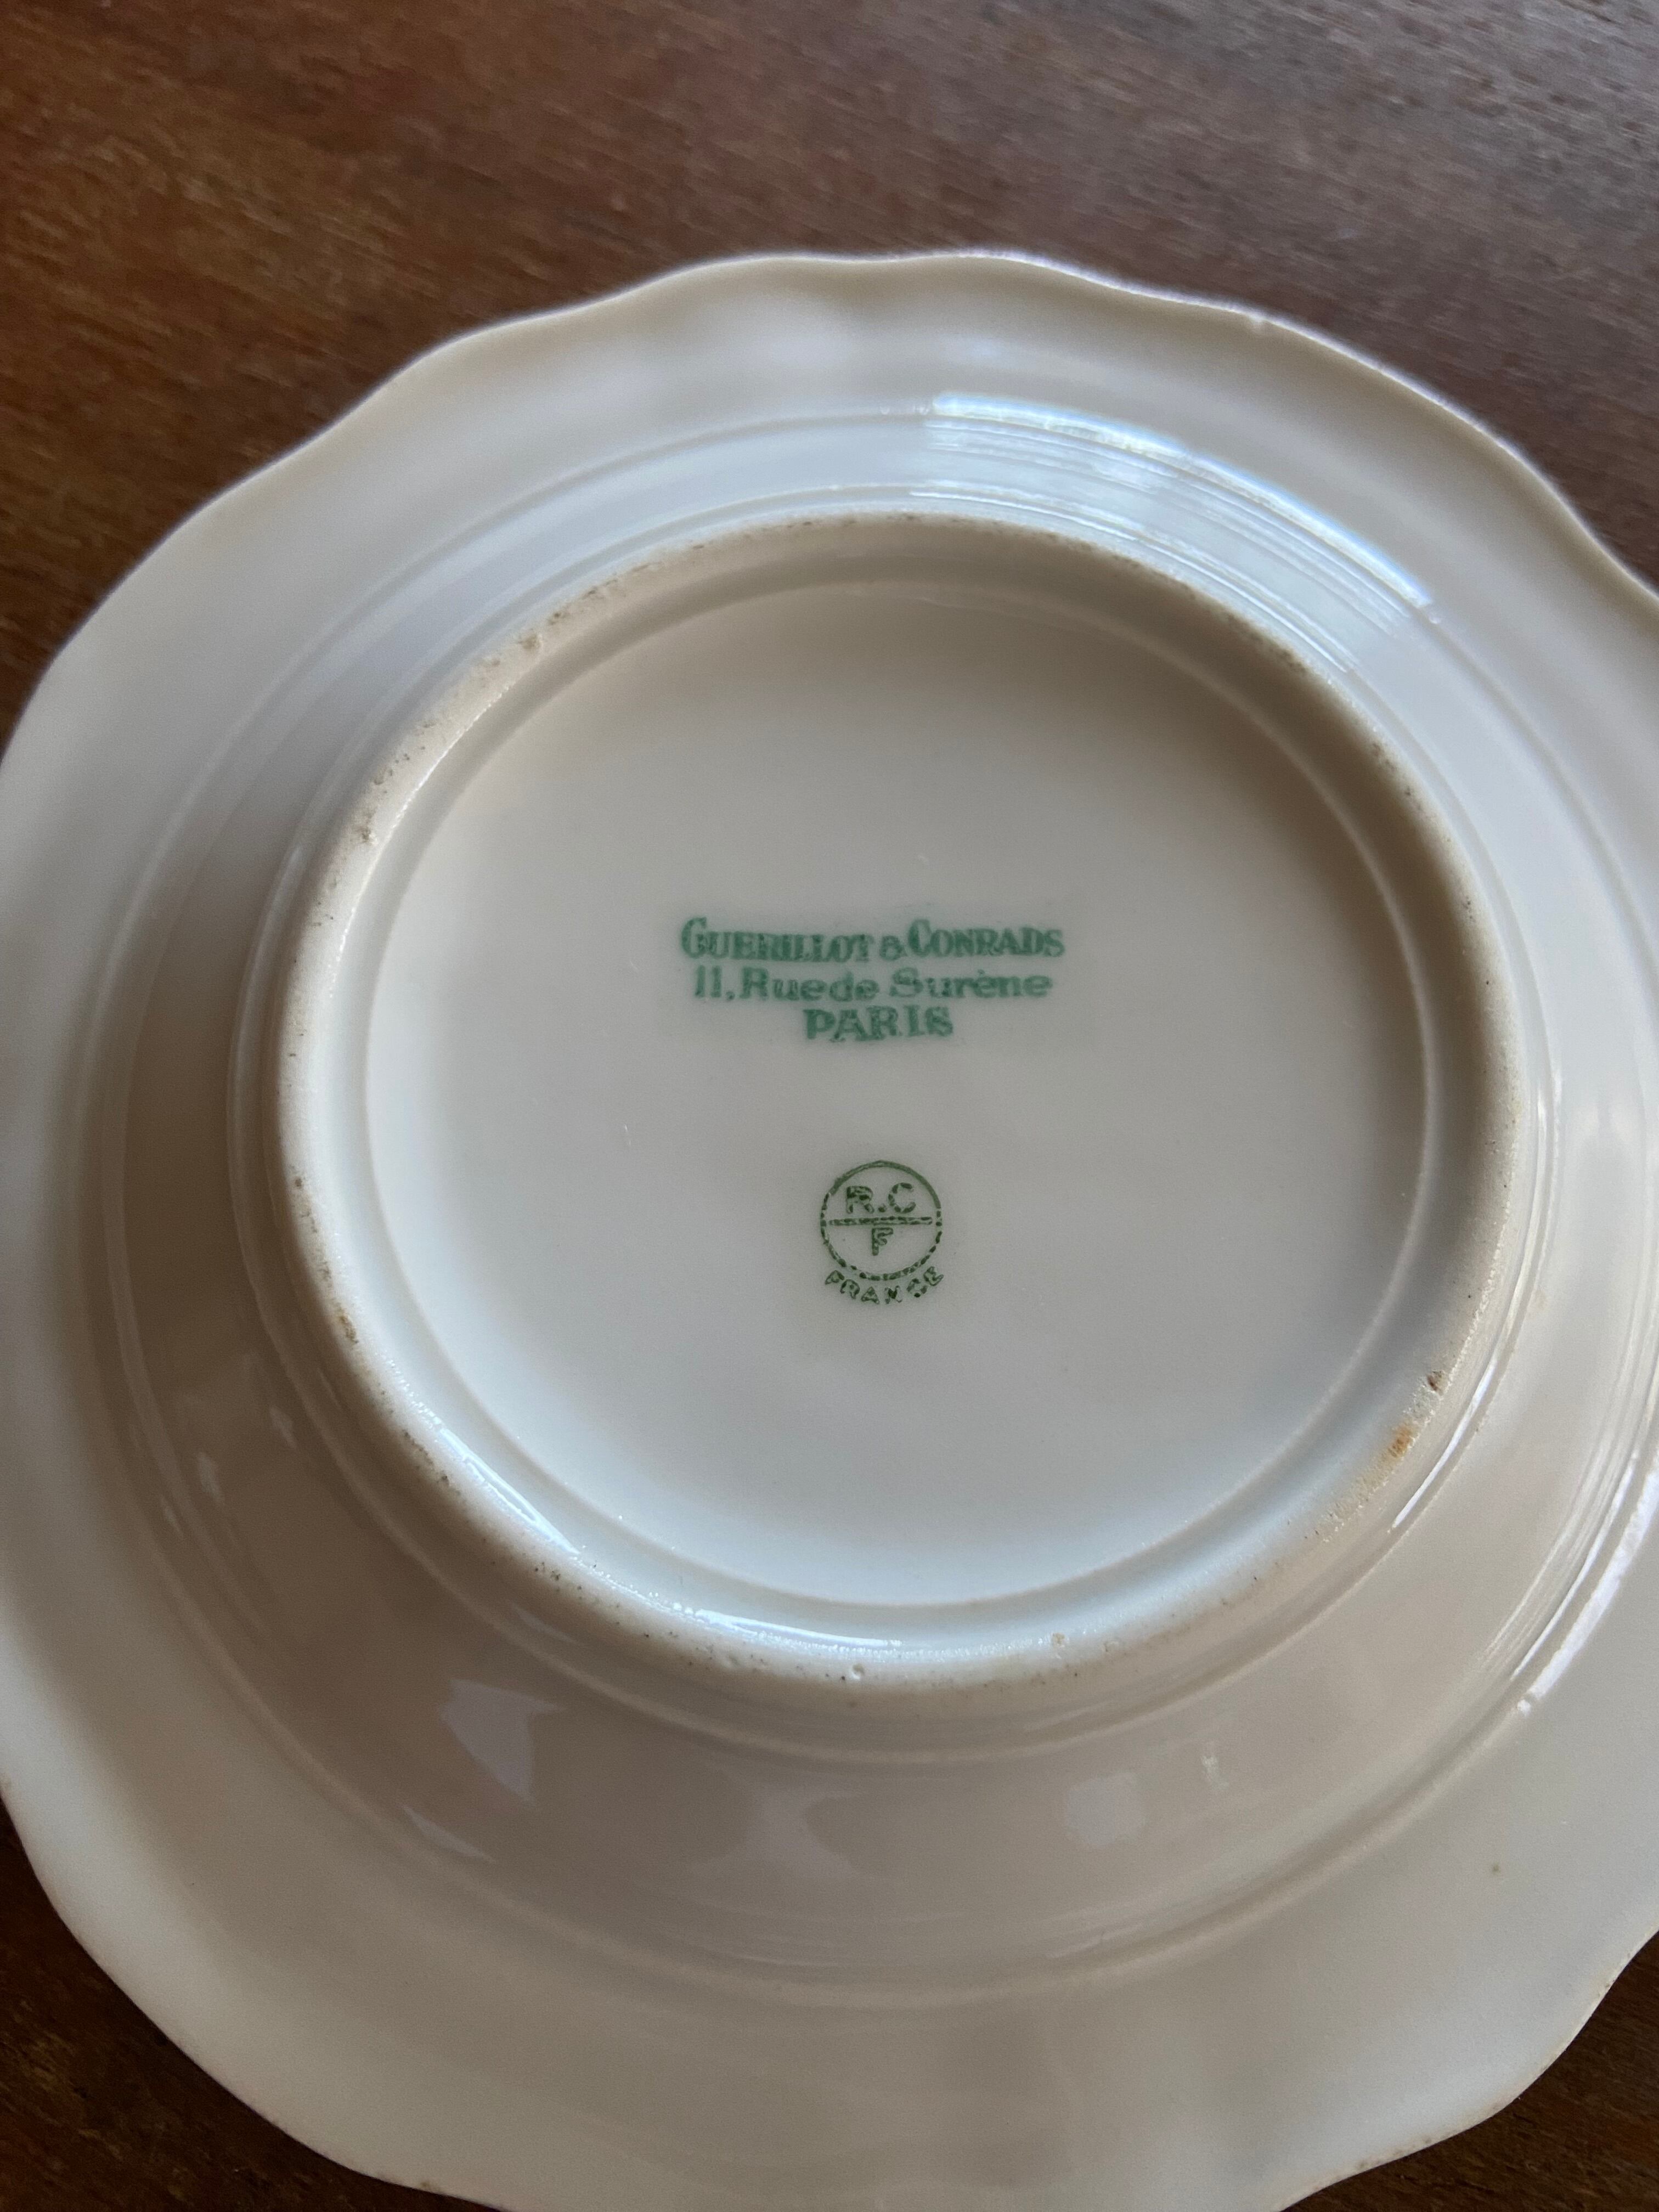 GUERILLOT & CONRADS
11, Rue de Surène
PARIS
R.C
F
FRANCE